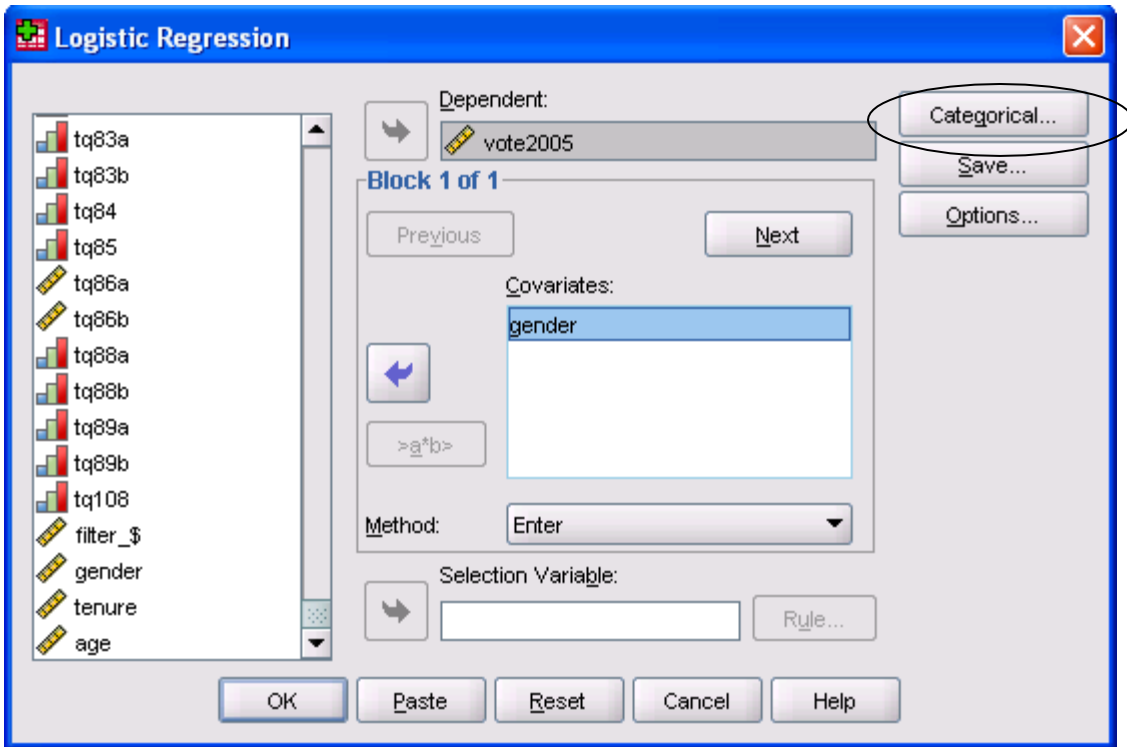 Logistic Regression
tq83a
tq83b
tq84
tq85
tq86a
tq86b
tq88a
tq88b
tq89a
tq89b
tq108
filter_$
gender
tenure
age
Dependent:
vote2005
Block 1 of 1
Previous
Next
Covariates:
gender
>a*b>
Method:
Enter
Selection Variable:
Rule...
Categorical...
Save...
Options...
OK
Paste
Reset
Cancel
Help